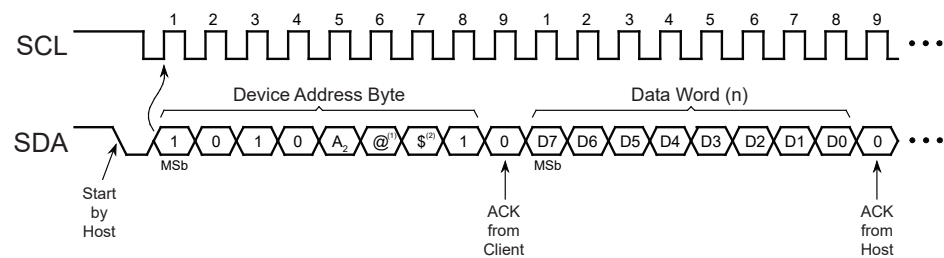 1 2 3 4 5 6 7 8 9 1 2 3 4 5 6 7 8 9
SCL
Device Address Byte Data Word (n)
SDA 1 0 1 0 A2 @(1) $(2) 1 0 D7 D6 D5 D4 D3 D2 D1 D0 0
MSb MSb
Start
by
Host
ACK
from
Client
ACK
from
Host